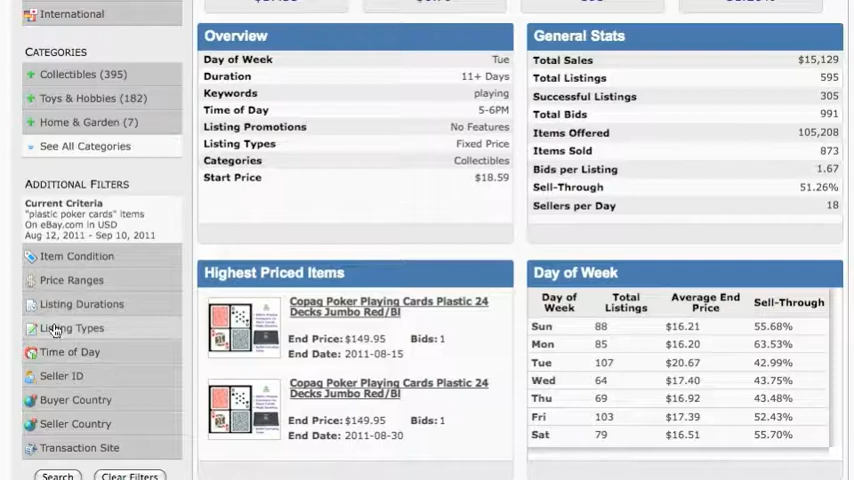 International
CATEGORIES
Collectibles (395)
Toys & Hobbies (182)
Home & Garden (7)
See All Categories
ADDITIONAL FILTERS
Current Criteria
"plastic poker cards" items
On eBay.com in USD
Aug 12, 2011 - Sep 10, 2011
Item Condition
Price Ranges
Listing Durations
Listing Types
Time of Day
Seller ID
Buyer Country
Seller Country
Transaction Site
Search Clear Filters
Overview
Day of Week Tue
Duration 11+ Days
Keywords playing
Time of Day 5-6PM
Listing Promotions No Features
Listing Types Fixed Price
Categories Collectibles
Start Price $18.59
General Stats
Total Sales $15,129
Total Listings 595
Successful Listings 305
Total Bids 991
Items Offered 105,208
Items Sold 873
Bids per Listing 1.67
Sell-Through 51.26%
Sellers per Day 18
Highest Priced Items
Copag Poker Playing Cards Plastic 24
Decks Jumbo Red/Bl
End Price: $149.95 Bids: 1
End Date: 2011-08-15
Copag Poker Playing Cards Plastic 24
Decks Jumbo Red/Bl
End Price: $149.95 Bids: 1
End Date: 2011-08-30
Day of Week
Day of Week Total Listings Average End Price Sell-Through
Sun 88 $16.21 55.68%
Mon 85 $16.20 63.53%
Tue 107 $20.67 42.99%
Wed 64 $17.40 43.75%
Thu 69 $16.92 43.48%
Fri 103 $17.39 52.43%
Sat 79 $16.51 55.70%